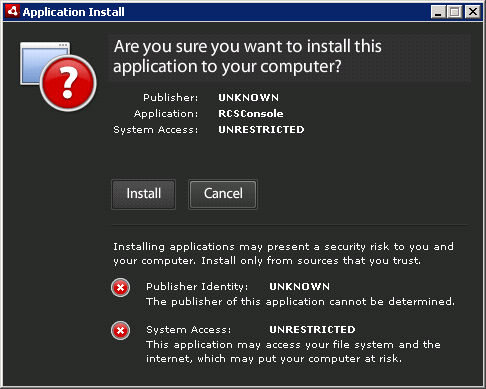 Application Install
Are you sure you want to install this
application to your computer?
Publisher: UNKNOWN
Application: RCSConsole
System Access: UNRESTRICTED
Install Cancel
Installing applications may present a security risk to you and
your computer. Install only from sources that you trust.
Publisher Identity: UNKNOWN
The publisher of this application cannot be determined.
System Access: UNRESTRICTED
This application may access your file system and the
internet, which may put your computer at risk.